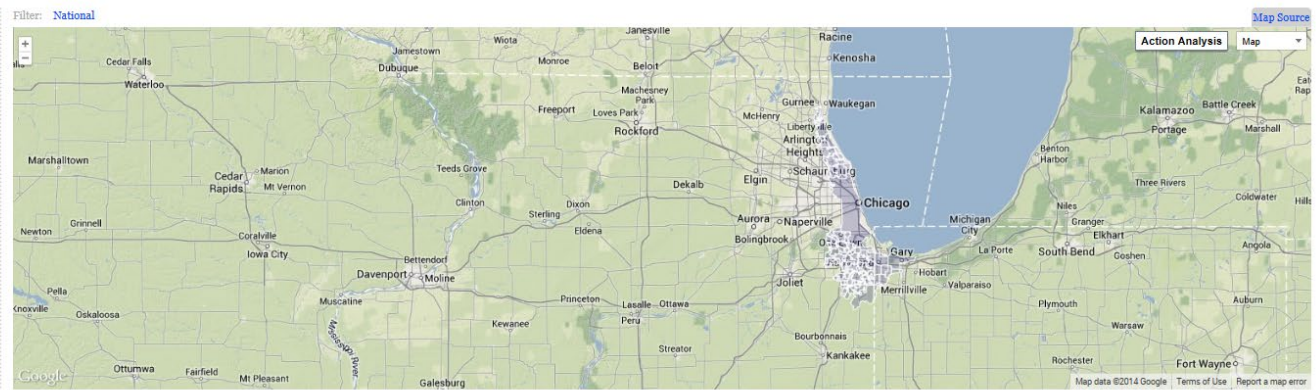 Filter: National
Map Source
Action Analysis
Map
+
−
Janesville
Racine
Wiota
Jamestown
Monroe
Beloit
Kenosha
Cedar Falls
Dubuque
Waterloo
Machesney
Park
Gurnee
Waukegan
Kalamazoo
Battle Creek
Freeport
Loves Park
McHenry
Rockford
Portage
Marshall
Arlington
Heights
Marshalltown
Benton
Harbor
Teeds Grove
Marion
Cedar
Rapids
Mt Vernon
Elgin
Three Rivers
Dekalb
Coldwater
Clinton
Dixon
Chicago
Niles
Sterling
Aurora
Naperville
Michigan
City
Granger
Grinnell
Newton
Eldena
Elkhart
Coralville
Bolingbrook
Iowa City
Gary
La Porte
South Bend
Goshen
Angola
Bettendorf
Davenport
Moline
Joliet
Hobart
Merrillville
Valparaiso
Pella
Muscatine
Princeton
Lasalle
Ottawa
Plymouth
Auburn
Knoxville
Oskaloosa
Peru
Kewanee
Warsaw
Mississippi River
Bourbonnais
Streator
Kankakee
Rochester
Fort Wayne
Ottumwa
Fairfield
Mt Pleasant
Galesburg
Google
Map data ©2014 Google
Terms of Use
Report a map error